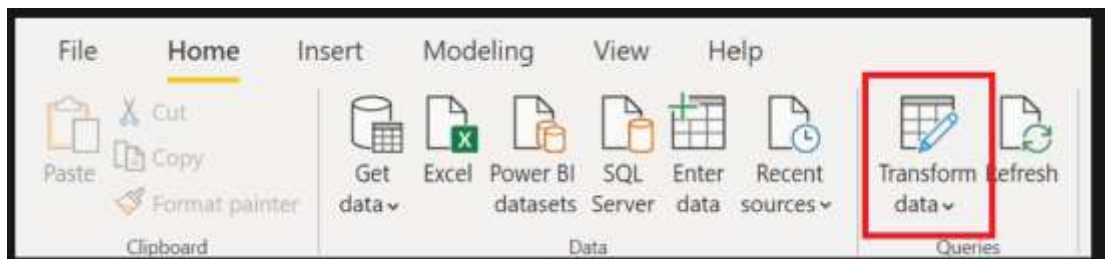 File Home Insert Modeling View Help
Paste
Cut
Copy
Format painter
Clipboard
Get
data
Excel
Power BI
datasets
SQL
Server
Enter
data
Recent
sources
Data
Transform
data
Refresh
Queries